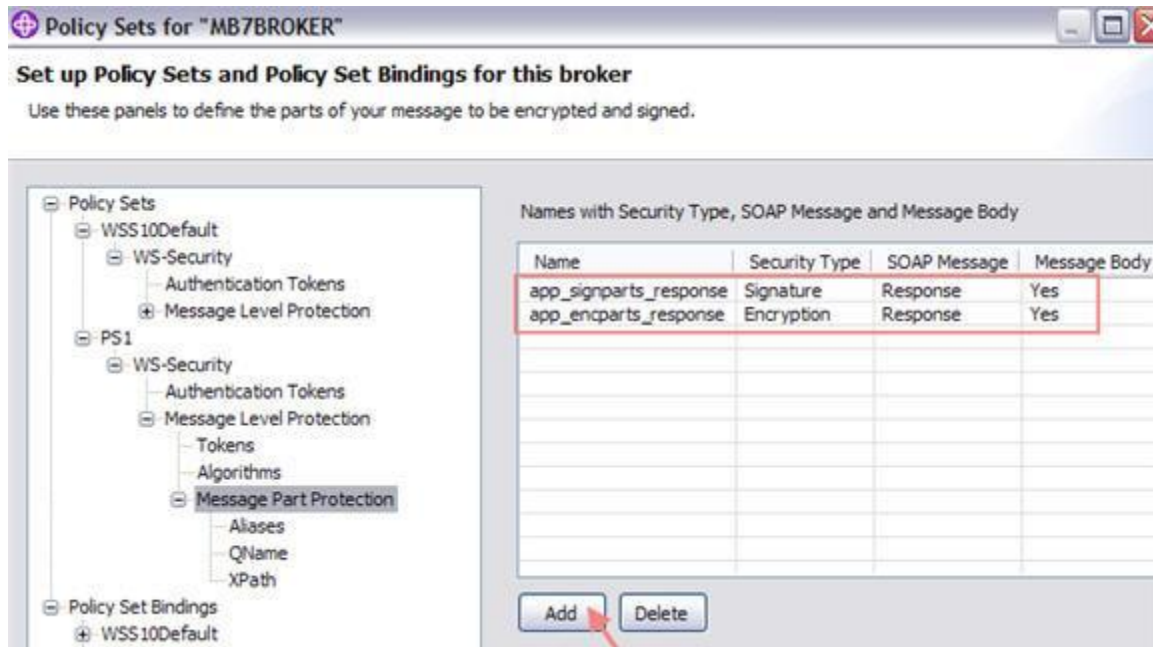 Policy Sets for "MB7BROKER"
Set up Policy Sets and Policy Set Bindings for this broker
Use these panels to define the parts of your message to be encrypted and signed.
Policy Sets
WSS10Default
WS-Security
Authentication Tokens
Message Level Protection
PS1
WS-Security
Authentication Tokens
Message Level Protection
Tokens
Algorithms
Message Part Protection
Aliases
QName
XPath
Policy Set Bindings
WSS10Default
Names with Security Type, SOAP Message and Message Body
Name Security Type SOAP Message Message Body
app_signparts_response Signature Response Yes
app_encparts_response Encryption Response Yes
Add Delete